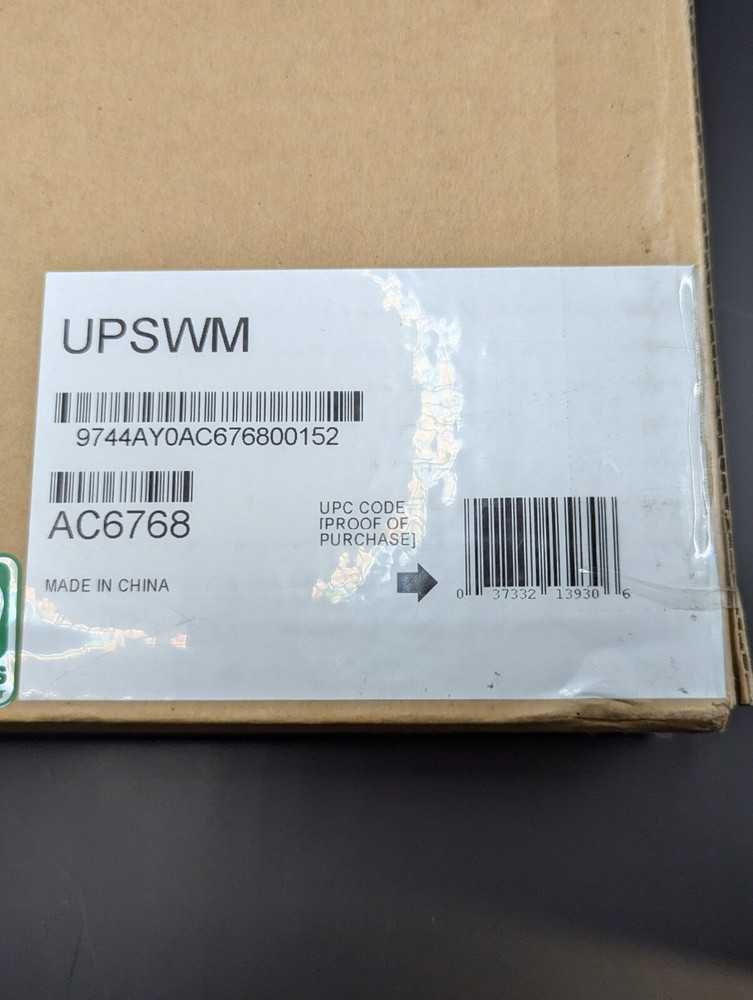 UPSWM
9744AY0AC676800152
AC6768
UPC CODE
[PROOF OF
PURCHASE]
MADE IN CHINA
0 37332 13930 6